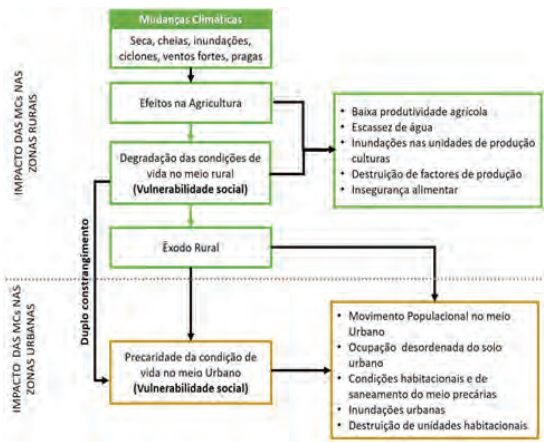 Mudanças Climáticas
Seca, cheias, inundações,
ciclones, ventos fortes, pragas
Efeitos na Agricultura
Degradação das condições de
vida no meio rural
(Vulnerabilidade social)
Êxodo Rural
• Baixa produtividade agrícola
• Escassez de água
• Inundações nas unidades de produção
culturas
• Destruição de factores de produção
• Insegurança alimentar
IMPACTO DAS MCs NAS
ZONAS RURAIS
Duplo constrangimento
IMPACTO DAS MCs NAS
ZONAS URBANAS
Precaridade da condição de
vida no meio Urbano
(Vulnerabilidade social)
• Movimento Populacional no meio
Urbano
• Ocupação desordenada do solo
urbano
• Condições habitacionais e de
saneamento do meio precárias
• Inundações urbanas
• Destruição de unidades habitacionais